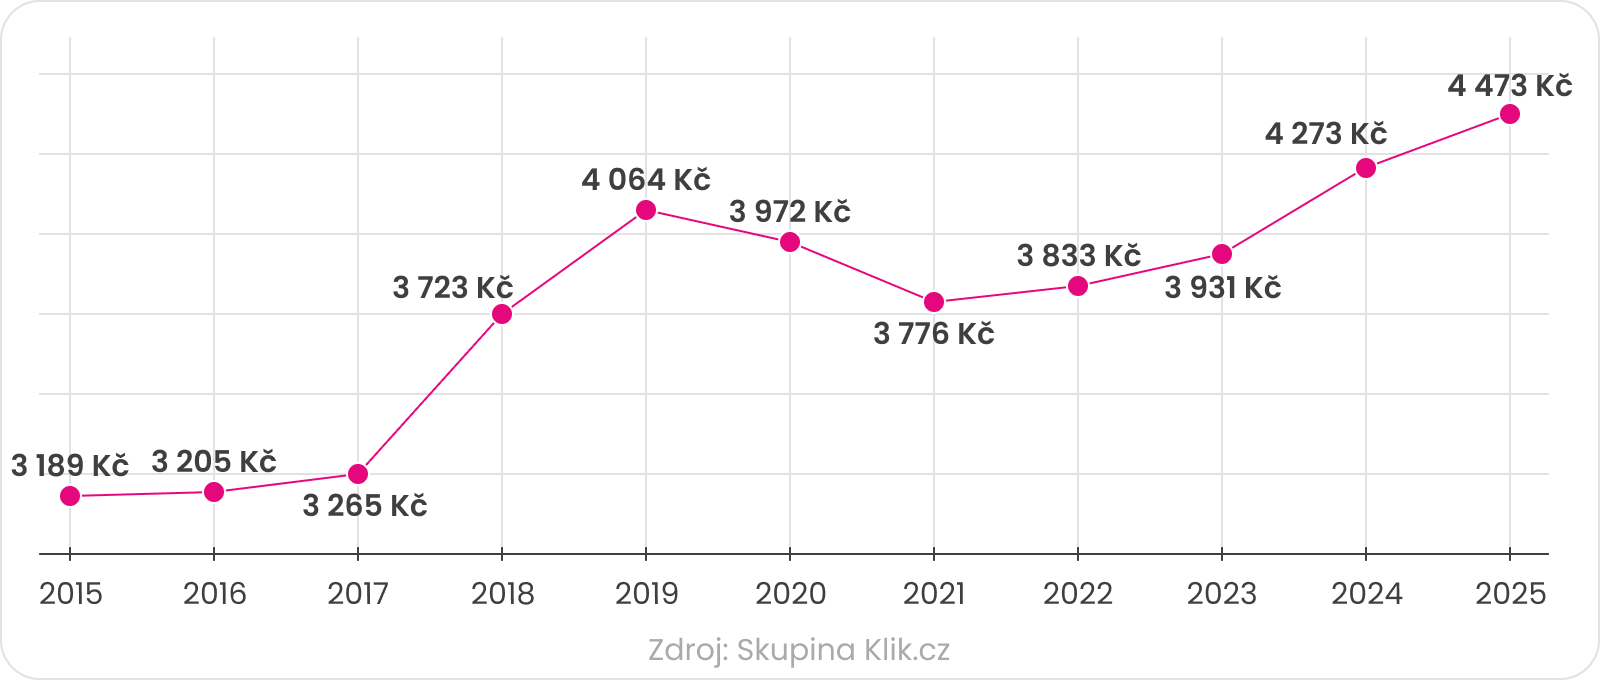 4 473 Kč
4 273 Kč
4 064 Kč
3 972 Kč
3 833 Kč
3 723 Kč
3 931 Kč
3 776 Kč
3 189 Kč
3 205 Kč
3 265 Kč
2015 2016 2017 2018 2019 2020 2021 2022 2023 2024 2025
Zdroj: Skupina Klik.cz